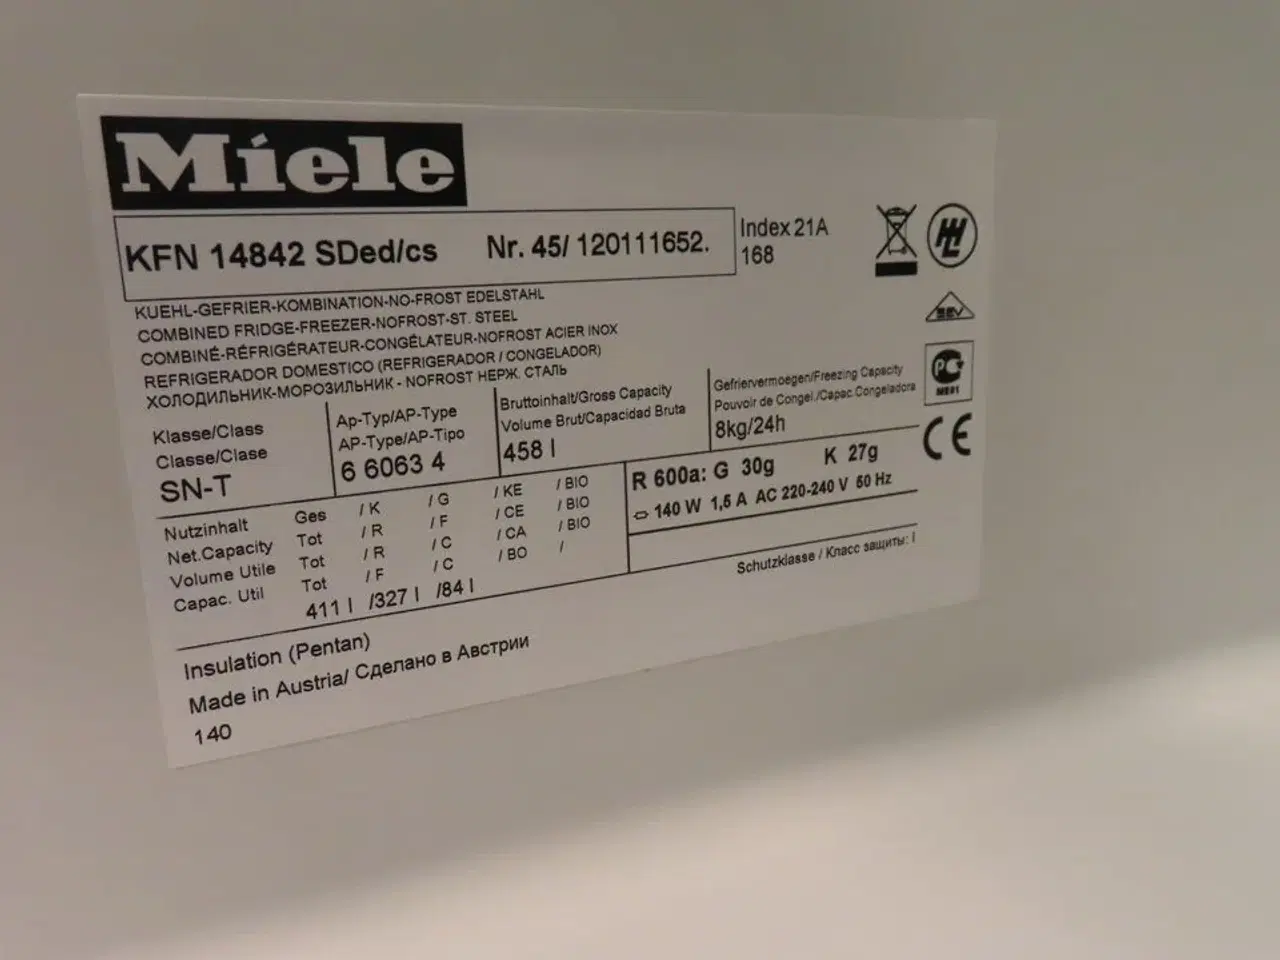 Miele
KFN 14842 SDed/cs Nr. 45/ 120111652.
Index 21A
168
KUEHL-GEFRIER-KOMBINATION-NO-FROST EDELSTAHL
COMBINED FRIDGE-FREEZER-NOFROST-ST. STEEL
COMBINÉ-RÉFRIGÉRATEUR-CONGÉLATEUR-NOFROST ACIER INOX
REFRIGERADOR DOMESTICO (REFRIGERADOR / CONGELADOR)
ХОЛОДИЛЬНИК-МОРОЗИЛЬНИК - NOFROST НЕРЖ. СТАЛЬ
Klasse/Class
Classe/Clase
SN-T
Ap-Typ/AP-Type
AP-Type/AP-Tipo
6 6063 4
Bruttoinhalt/Gross Capacity
Volume Brut/Capacidad Bruta
458 l
Gefriervermoegen/Freezing Capacity
Pouvoir de Congel./Capac.Congeladora
8kg/24h
Nutzinhalt Ges / K / G / KE / BIO
Net.Capacity Tot / R / F / CE / BIO
Volume Utile Tot / R / C / CA / BIO
Capac. Util Tot / F / C / BO /
411 l /327 l /84 l
R 600a: G 30g K 27g
140 W 1,5 A AC 220-240 V 50 Hz
Schutzklasse / Класс защиты: I
Insulation (Pentan)
Made in Austria/ Сделано в Австрии
140
SEV
PC
CE